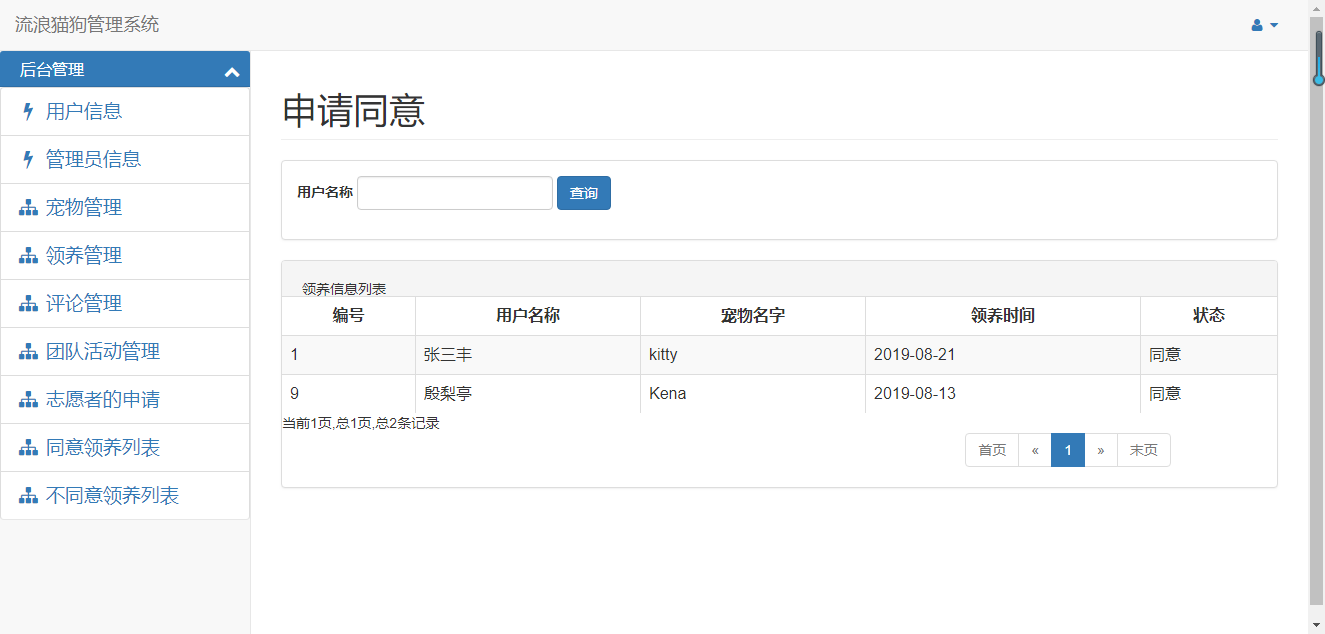 流浪猫狗管理系统
后台管理
用户信息
管理员信息
宠物管理
领养管理
评论管理
团队活动管理
志愿者的申请
同意领养列表
不同意领养列表
申请同意
用户名称 查询
领养信息列表
编号 用户名称 宠物名字 领养时间 状态
1 张三丰 kitty 2019-08-21 同意
9 殷梨亭 Kena 2019-08-13 同意
当前1页,总1页,总2条记录
首页 « 1 » 末页